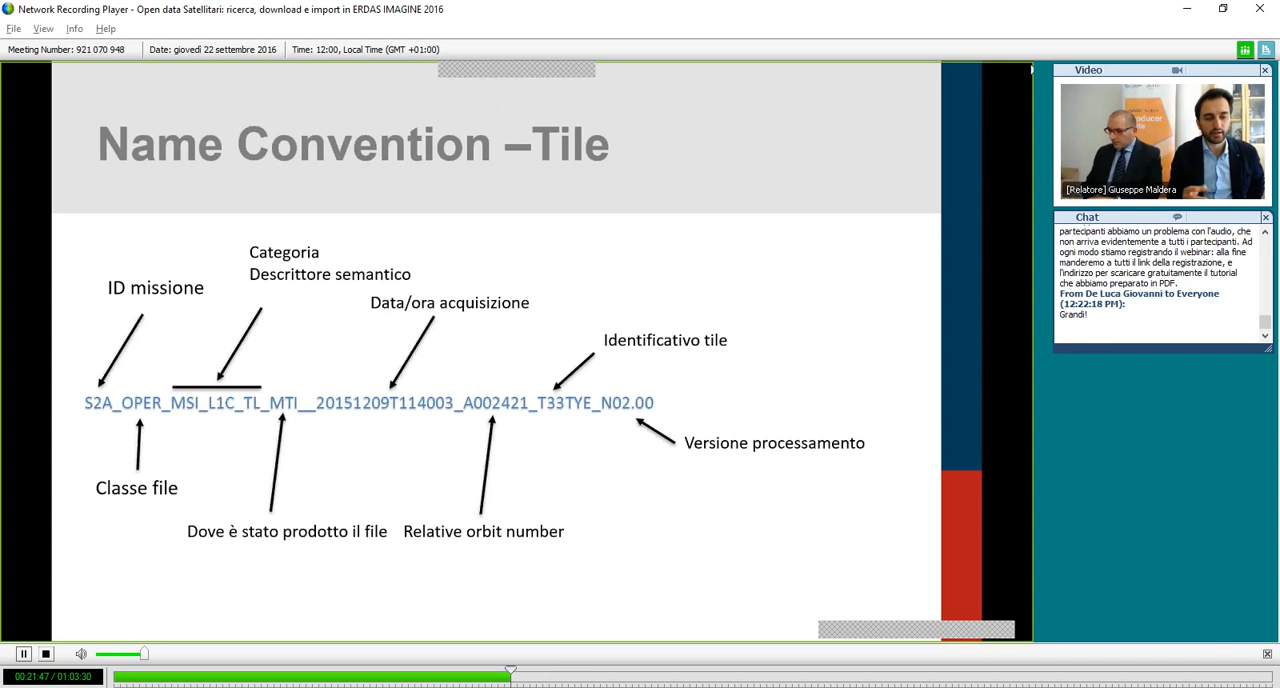 Network Recording Player - Open data Satellitari: ricerca, download e import in ERDAS IMAGINE 2016
File View Info Help
Meeting Number: 921 070 948 Date: giovedì 22 settembre 2016 Time: 12:00, Local Time (GMT +01:00)
Name Convention –Tile
Categoria
Descrittore semantico
ID missione
Data/ora acquisizione
Identificativo tile
S2A_OPER_MSI_L1C_TL_MTI__20151209T114003_A002421_T33TYE_N02.00
Versione processamento
Classe file
Dove è stato prodotto il file
Relative orbit number
Video
[Relatore] Giuseppe Maldera
Chat
partecipanti abbiamo un problema con l'audio, che
non arriva evidentemente a tutti i partecipanti. Ad
ogni modo stiamo registrando il webinar: alla fine
manderemo a tutti il link della registrazione, e
l'indirizzo per scaricare gratuitamente il tutorial
che abbiamo preparato in PDF.
From De Luca Giovanni to Everyone
(12:22:18 PM):
Grandi!
00:21:47 / 01:03:30